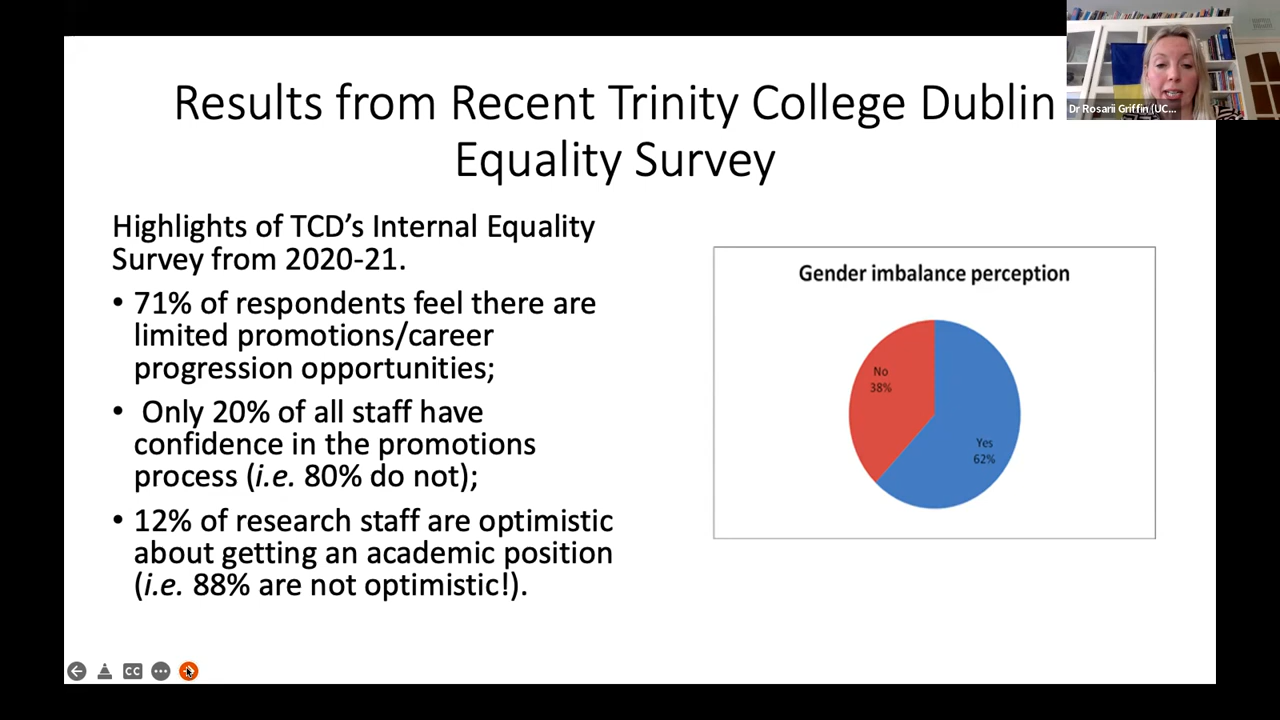 Results from Recent Trinity College Dublin
Equality Survey
Dr Rosarii Griffin (UC...
Highlights of TCD's Internal Equality
Survey from 2020-21.
• 71% of respondents feel there are
limited promotions/career
progression opportunities;
• Only 20% of all staff have
confidence in the promotions
process (i.e. 80% do not);
• 12% of research staff are optimistic
about getting an academic position
(i.e. 88% are not optimistic!).
Gender imbalance perception
No
38%
Yes
62%
CC